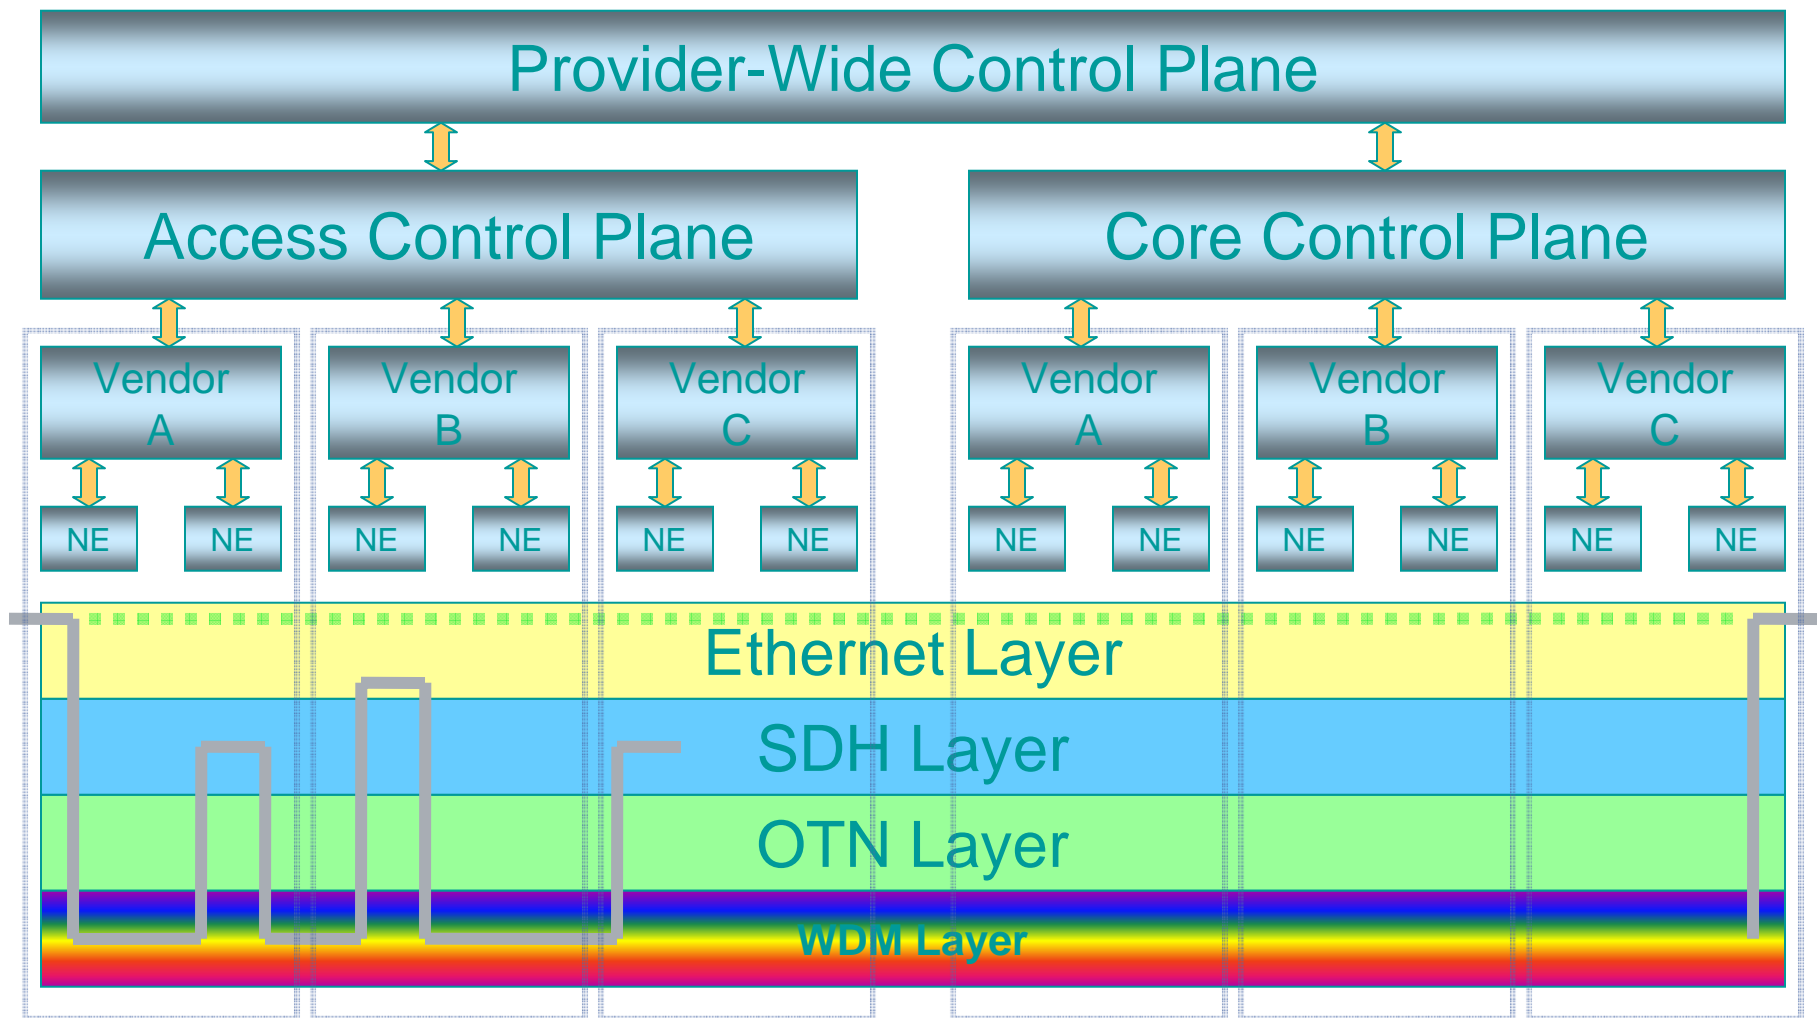 Provider-Wide Control Plane
Access Control Plane
Core Control Plane
Vendor
A
Vendor
B
Vendor
C
Vendor
A
Vendor
B
Vendor
C
NE
NE
NE
NE
NE
NE
NE
NE
NE
NE
NE
NE
Ethernet Layer
SDH Layer
OTN Layer
WDM Layer